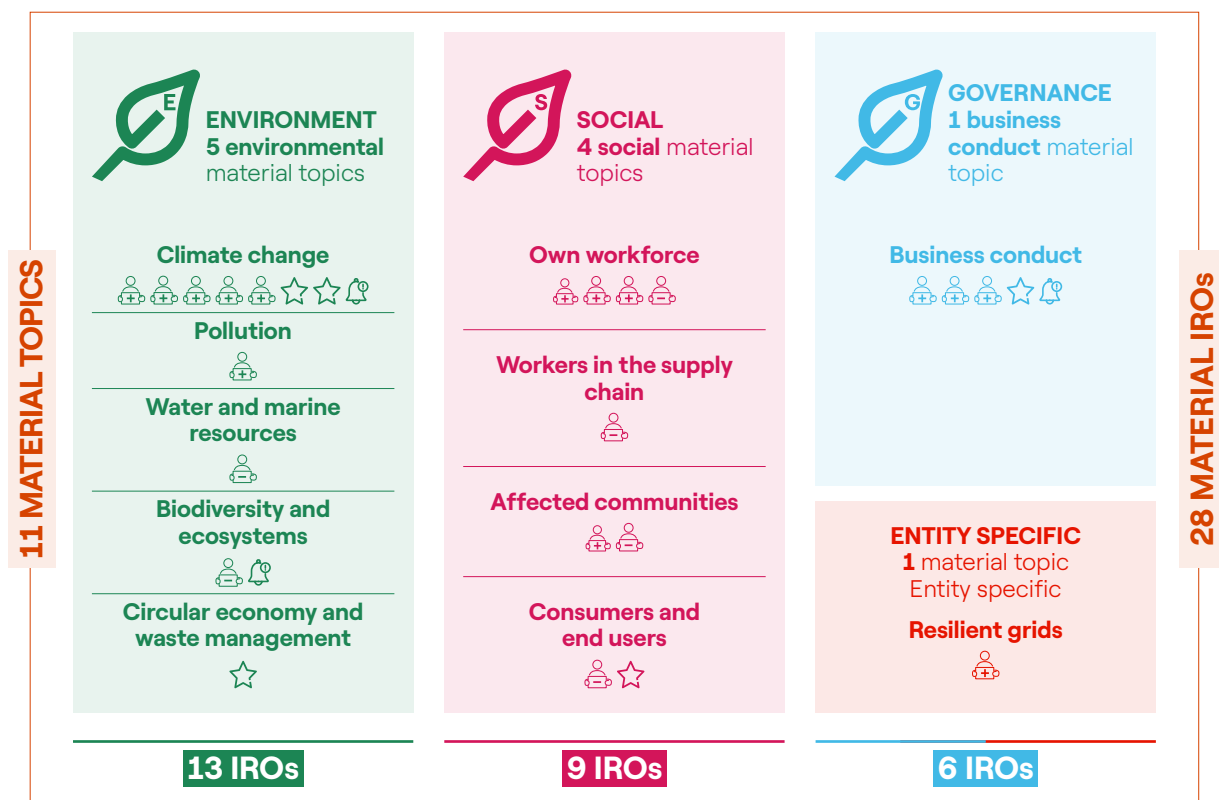 11 MATERIAL TOPICS
E
ENVIRONMENT
5 environmental
material topics
Climate change
Pollution
Water and marine
resources
Biodiversity and
ecosystems
Circular economy and
waste management
13 IROs
S
SOCIAL
4 social material
topics
Own workforce
Workers in the supply
chain
Affected communities
Consumers and
end users
9 IROs
G
GOVERNANCE
1 business
conduct material
topic
Business conduct
ENTITY SPECIFIC
1 material topic
Entity specific
Resilient grids
6 IROs
28 MATERIAL IROs